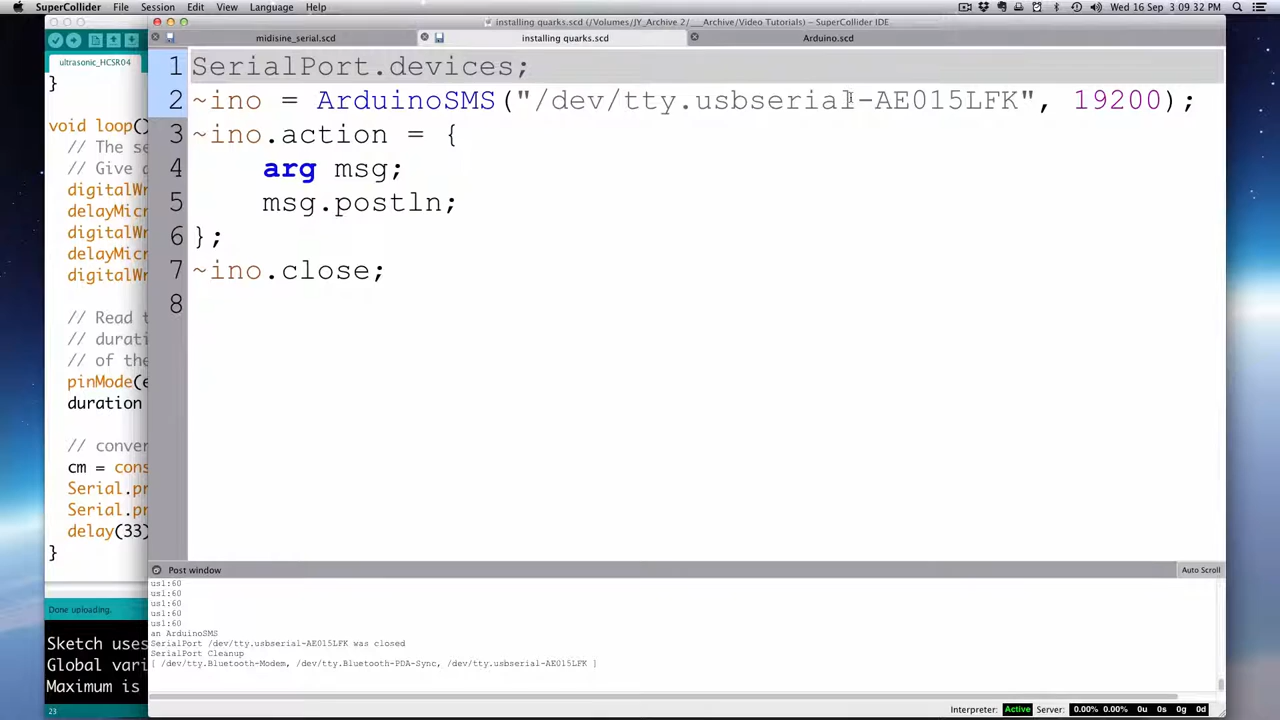 SuperCollider File Session Edit View Language Help Wed 16 Sep 3:09:32 PM
installing quarks.scd (/Volumes/JY_Archive 2/___Archive/Video Tutorials) – SuperCollider IDE
midisine_serial.scd installing quarks.scd Arduino.scd
1 SerialPort.devices;
2 ~ino = ArduinoSMS("/dev/tty.usbserial-AE015LFK", 19200);
3 ~ino.action = {
4 arg msg;
5 msg.postln;
6 };
7 ~ino.close;
8
ultrasonic_HCSR04
}
void loop()
// The se
// Give a
digitalWr
delayMicr
digitalWr
delayMicr
digitalWr
// Read t
// durati
// of the
pinMode(e
duration
// conver
cm = cons
Serial.pr
Serial.pr
delay(33)
}
Done uploading.
Sketch uses
Global vari
Maximum is
23
Post window Auto Scroll
us1:60
us1:60
us1:60
us1:60
us1:60
an ArduinoSMS
SerialPort /dev/tty.usbserial-AE015LFK was closed
SerialPort Cleanup
[ /dev/tty.Bluetooth-Modem, /dev/tty.Bluetooth-PDA-Sync, /dev/tty.usbserial-AE015LFK ]
Interpreter: Active Server: 0.00% 0.00% 0u 0s 0g 0d